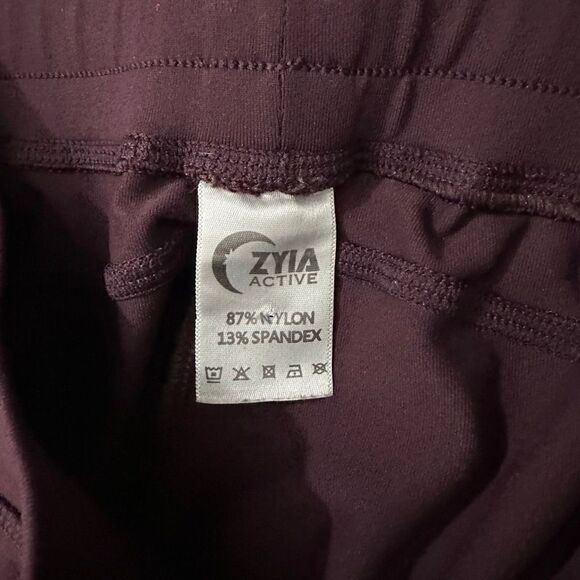 ZYIA
ACTIVE
87% NYLON
13% SPANDEX